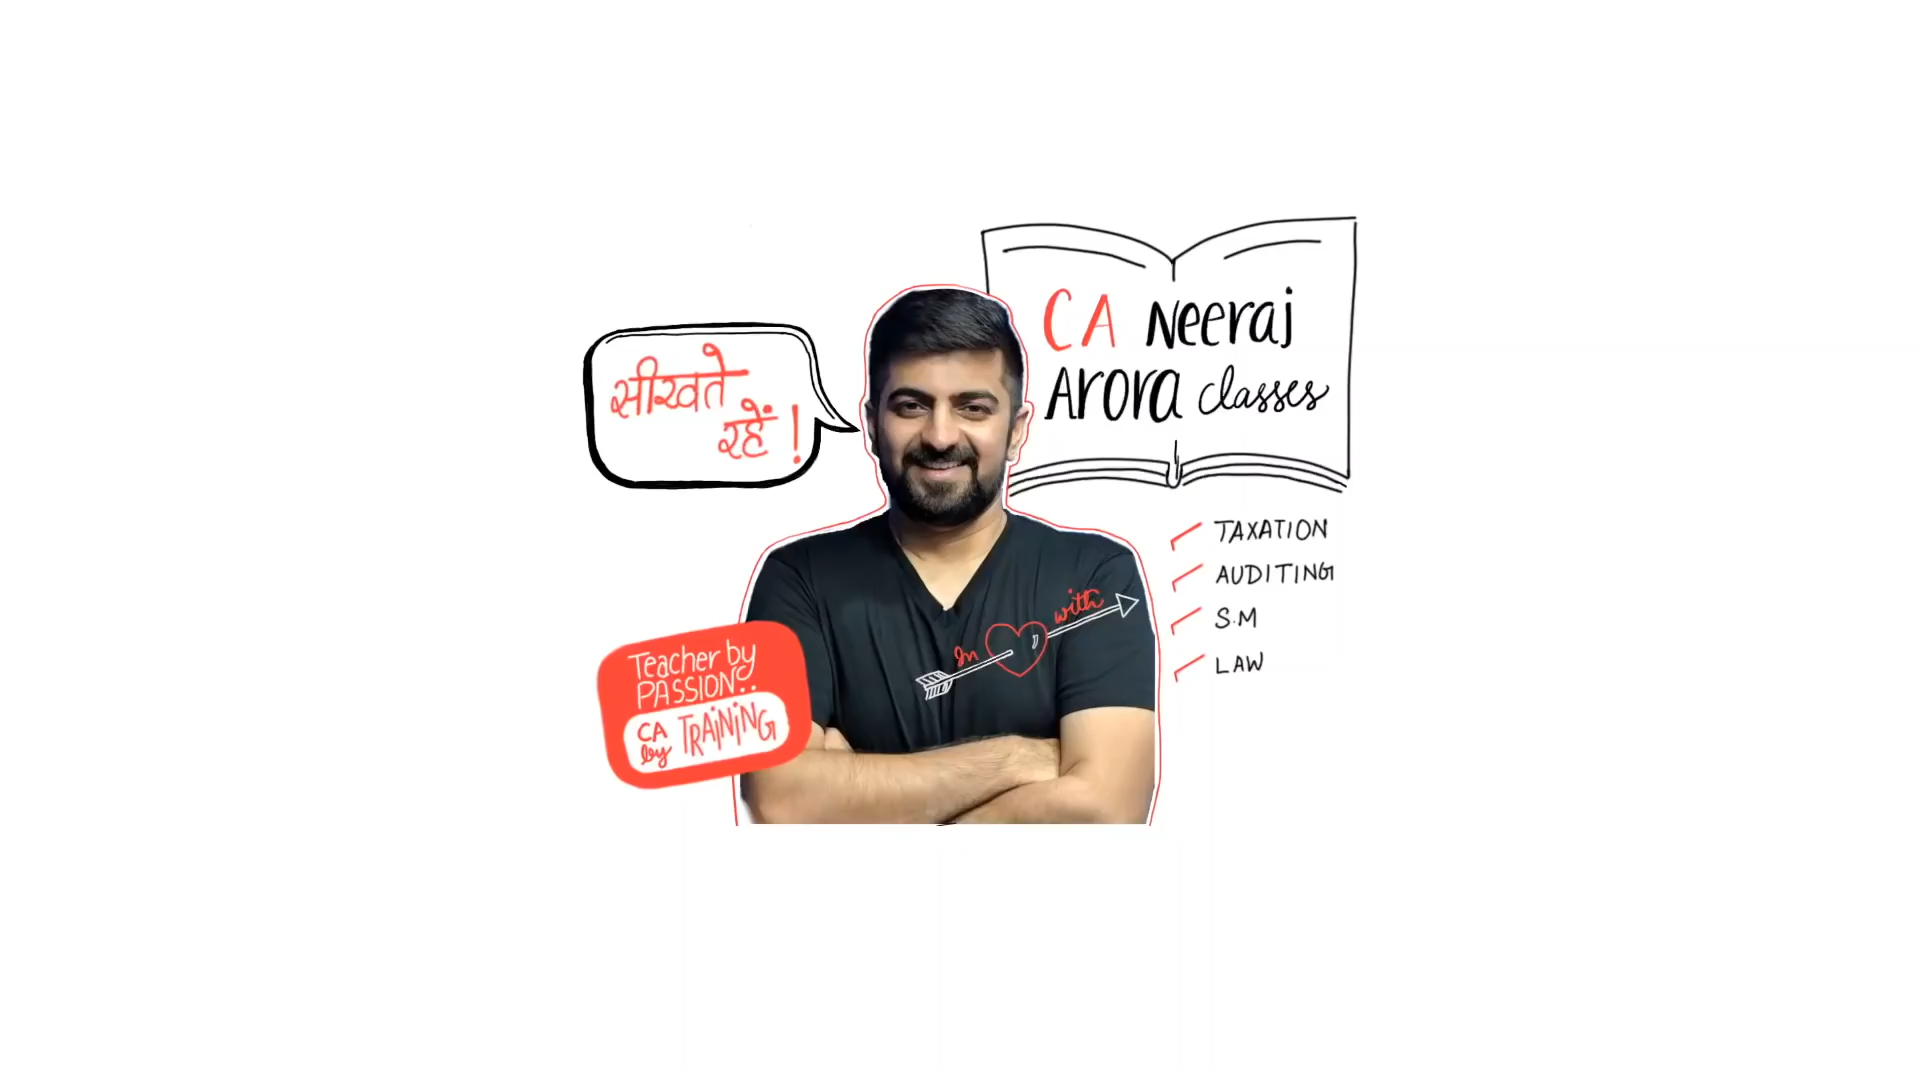 CA Neeraj
Arora classes
सीखते
रहें !
TAXATION
AUDITING
S.M
LAW
In with
Teacher by
PASSION..
CA by TRAINING